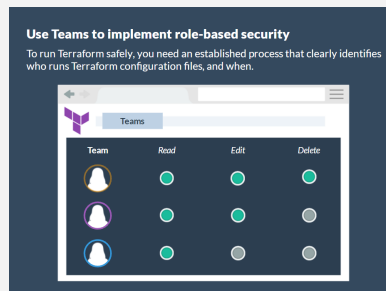 Use Teams to implement role-based security
To run Terraform safely, you need an established process that clearly identifies
who runs Terraform configuration files, and when.
Teams
Team Read Edit Delete